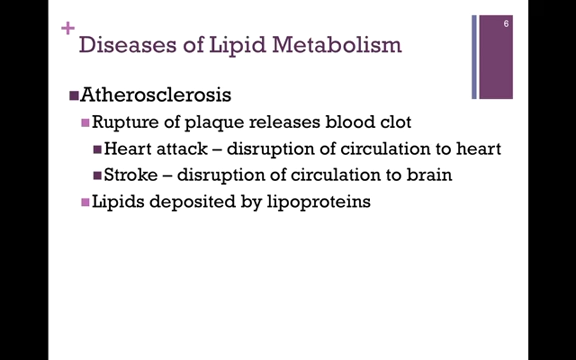 6
+
Diseases of Lipid Metabolism
Atherosclerosis
Rupture of plaque releases blood clot
Heart attack – disruption of circulation to heart
Stroke – disruption of circulation to brain
Lipids deposited by lipoproteins